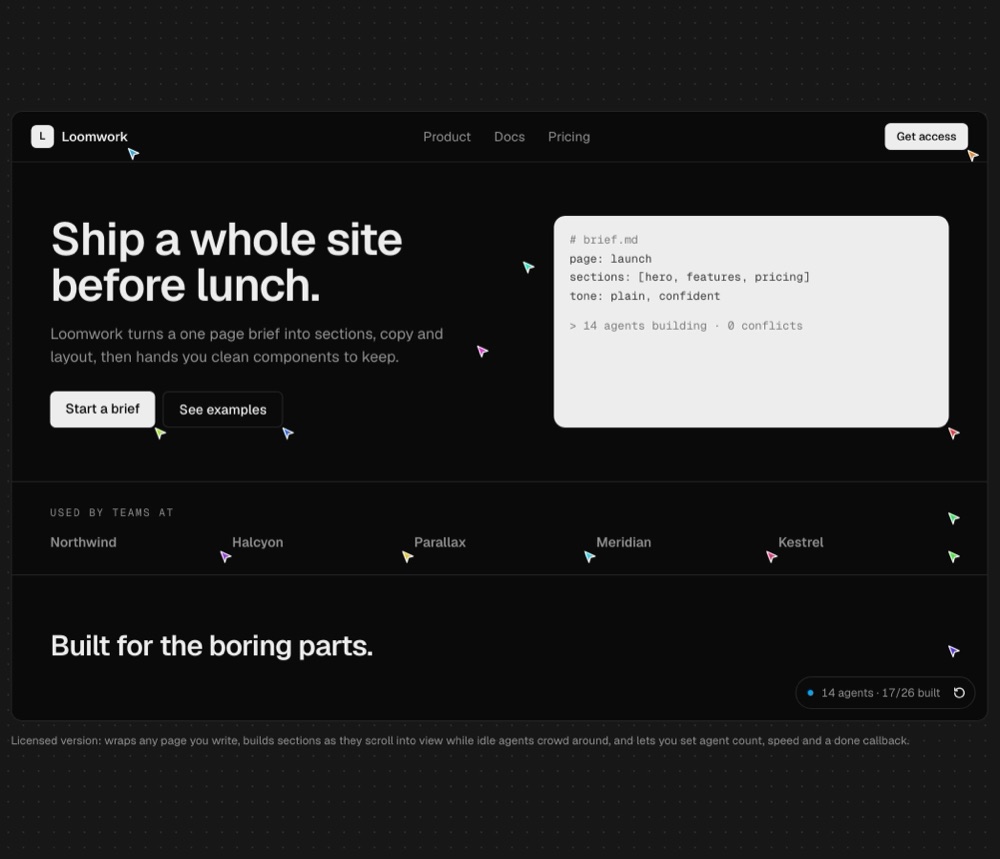 L Loomwork Product Docs Pricing Get access
Ship a whole site
before lunch.
Loomwork turns a one page brief into sections, copy and
layout, then hands you clean components to keep.
Start a brief See examples
# brief.md
page: launch
sections: [hero, features, pricing]
tone: plain, confident
> 14 agents building · 0 conflicts
USED BY TEAMS AT
Northwind Halcyon Parallax Meridian Kestrel
Built for the boring parts.
14 agents · 17/26 built
Licensed version: wraps any page you write, builds sections as they scroll into view while idle agents crowd around, and lets you set agent count, speed and a done callback.